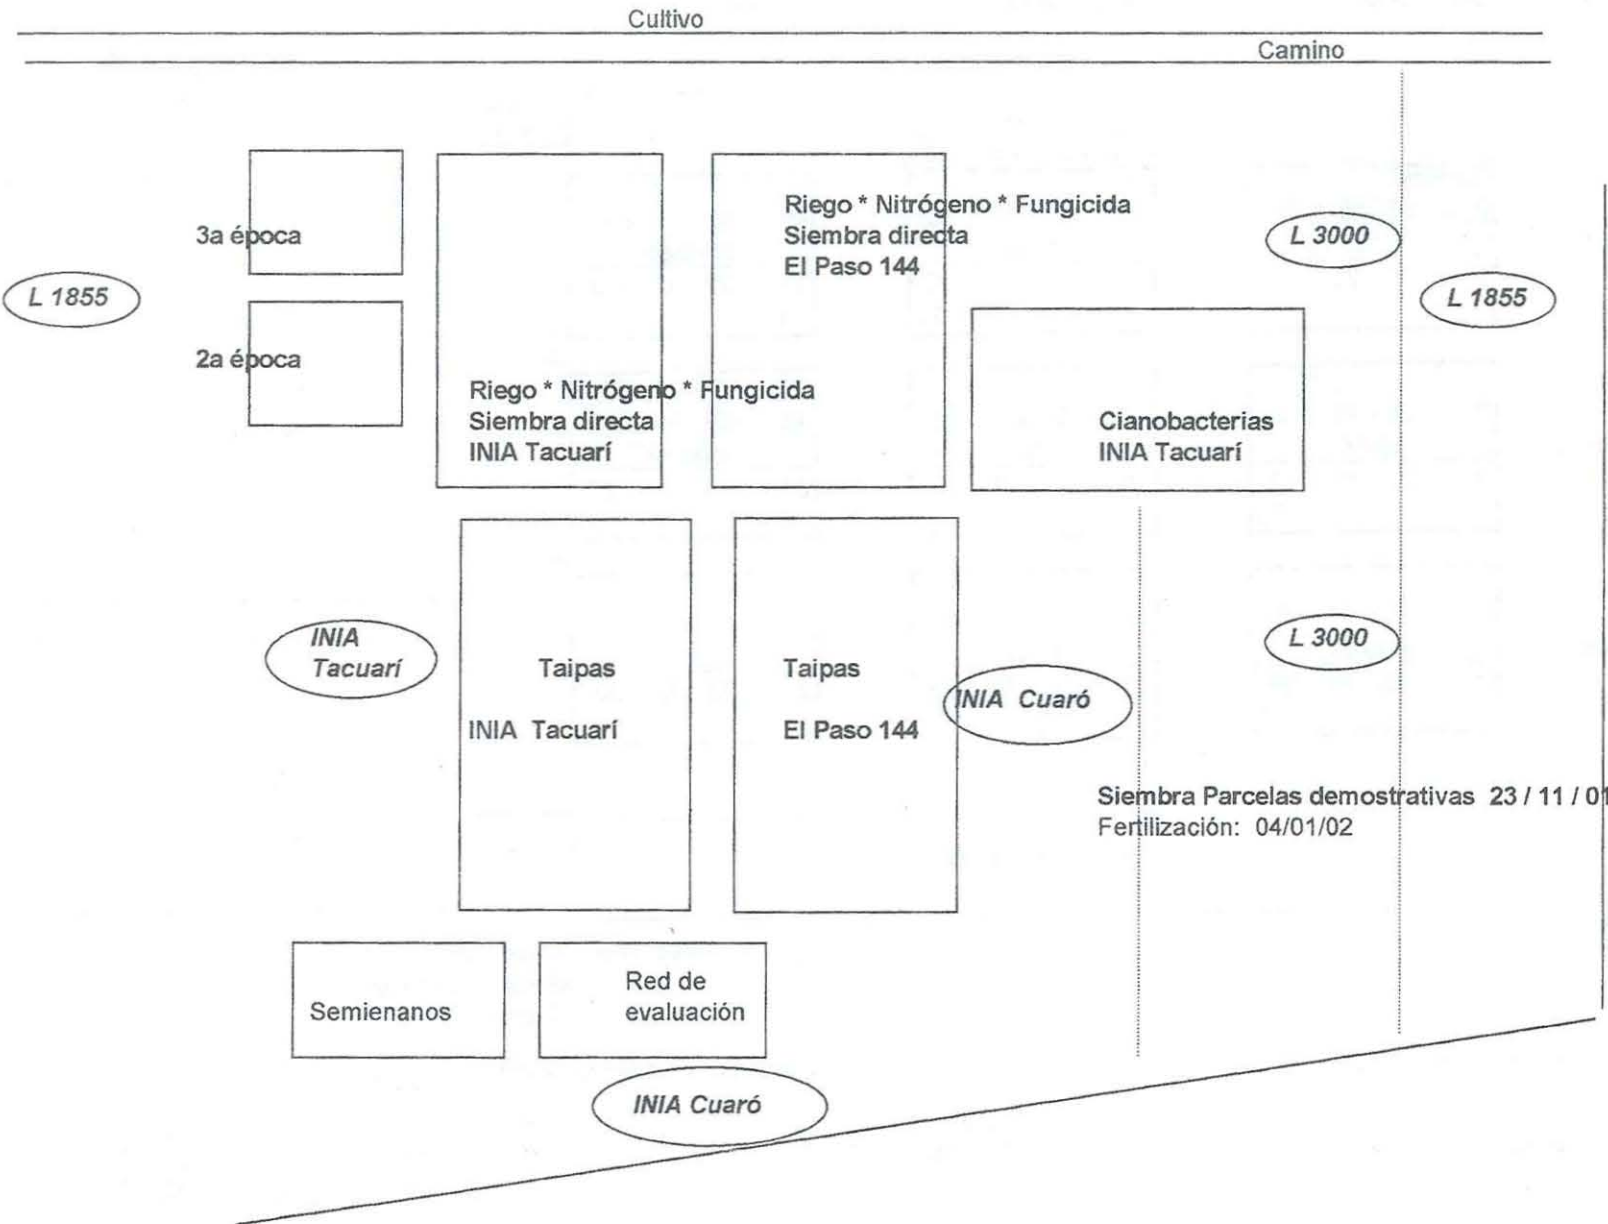 Cultivo
Camino
3a época
L 1855
2a época
Riego * Nitrógeno * Fungicida
Siembra directa
INIA Tacuarí
Riego * Nitrógeno * Fungicida
Siembra directa
El Paso 144
L 3000
L 1855
Cianobacterias
INIA Tacuarí
INIA
Tacuarí
Taipas
INIA Tacuarí
Taipas
El Paso 144
INIA Cuaró
L 3000
Siembra Parcelas demostrativas 23 / 11 / 01
Fertilización: 04/01/02
Semienanos
Red de
evaluación
INIA Cuaró